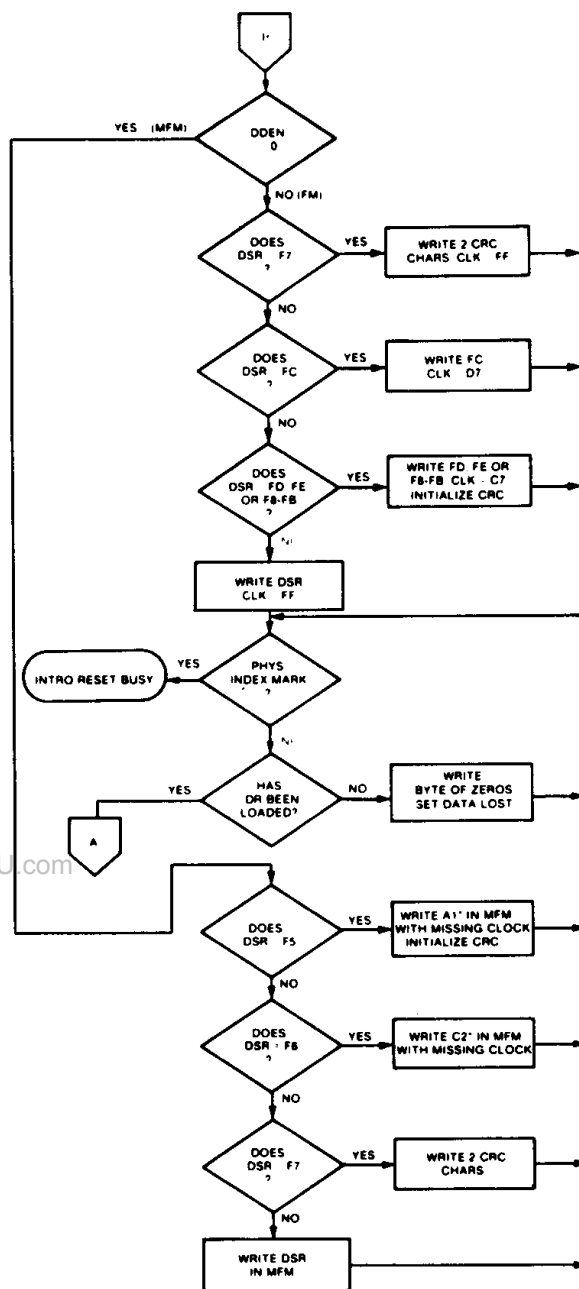 YES (MFM)
DDEN
0
NO (FM)
DOES
DSR F7
?
YES
WRITE 2 CRC
CHARS CLK FF
NO
DOES
DSR FC
?
YES
WRITE FC
CLK D7
NO
DOES
DSR FD FE
OR F8-FB
?
YES
WRITE FD, FE OR
F8-FB CLK - C7
INITIALIZE CRC
WRITE DSR
CLK FF
PHYS
INDEX MARK
?
YES
INTRO RESET BUSY
HAS
DR BEEN
LOADED?
YES
A
NO
WRITE
BYTE OF ZEROS
SET DATA LOST
U.com
DOES
DSR F5
YES
WRITE A1* IN MFM
WITH MISSING CLOCK
INITIALIZE CRC
NO
DOES
DSR F6
?
YES
WRITE C2* IN MFM
WITH MISSING CLOCK
NO
DOES
DSR F7
?
YES
WRITE 2 CRC
CHARS
NO
WRITE DSR
IN MFM